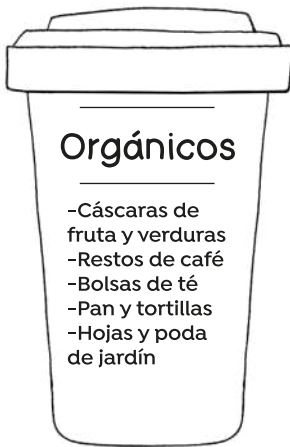 Orgánicos
-Cáscaras de
fruta y verduras
-Restos de café
-Bolsas de té
-Pan y tortillas
-Hojas y poda
de jardín